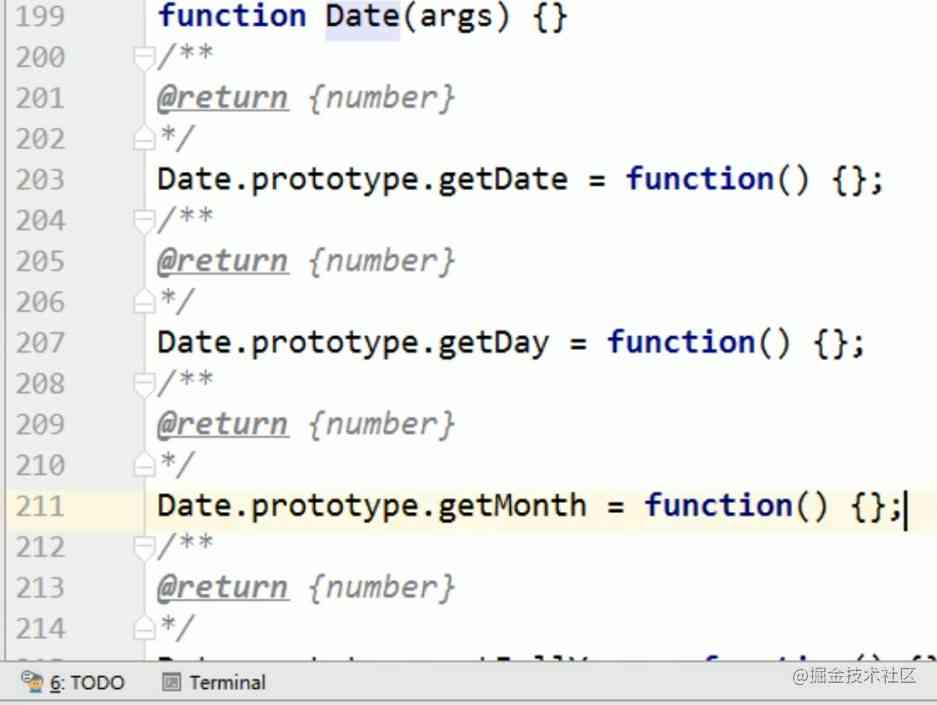 199 function Date(args) {}
200 /**
201 @return {number}
202 */
203 Date.prototype.getDate = function() {};
204 /**
205 @return {number}
206 */
207 Date.prototype.getDay = function() {};
208 /**
209 @return {number}
210 */
211 Date.prototype.getMonth = function() {};
212 /**
213 @return {number}
214 */
6: TODO Terminal
@掘金技术社区